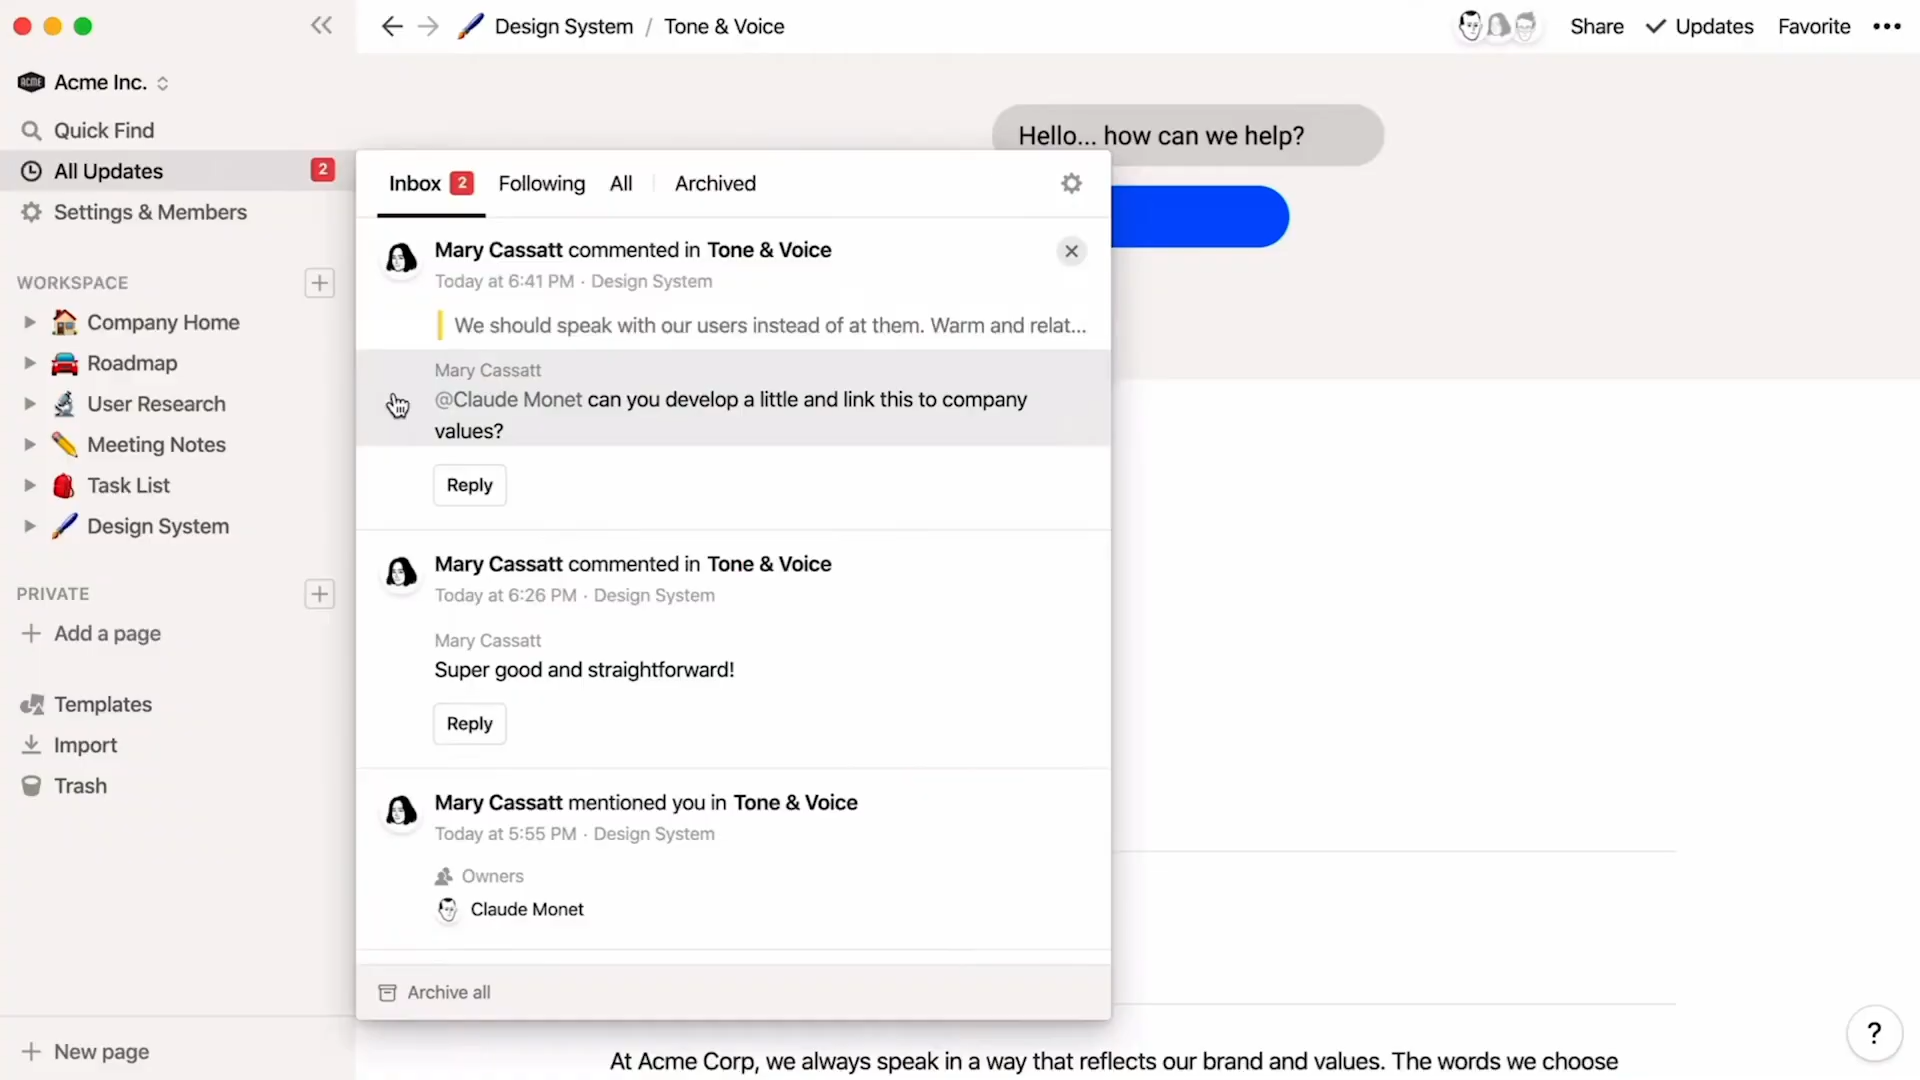 Design System / Tone & Voice
Share
Updates
Favorite
ACME
Acme Inc.
Quick Find
All Updates
2
Settings & Members
WORKSPACE
Company Home
Roadmap
User Research
Meeting Notes
Task List
Design System
PRIVATE
Add a page
Templates
Import
Trash
New page
Hello... how can we help?
Inbox 2 Following All Archived
Mary Cassatt commented in Tone & Voice
Today at 6:41 PM · Design System
We should speak with our users instead of at them. Warm and relat...
Mary Cassatt
@Claude Monet can you develop a little and link this to company
values?
Reply
Mary Cassatt commented in Tone & Voice
Today at 6:26 PM · Design System
Mary Cassatt
Super good and straightforward!
Reply
Mary Cassatt mentioned you in Tone & Voice
Today at 5:55 PM · Design System
Owners
Claude Monet
Archive all
At Acme Corp, we always speak in a way that reflects our brand and values. The words we choose
?